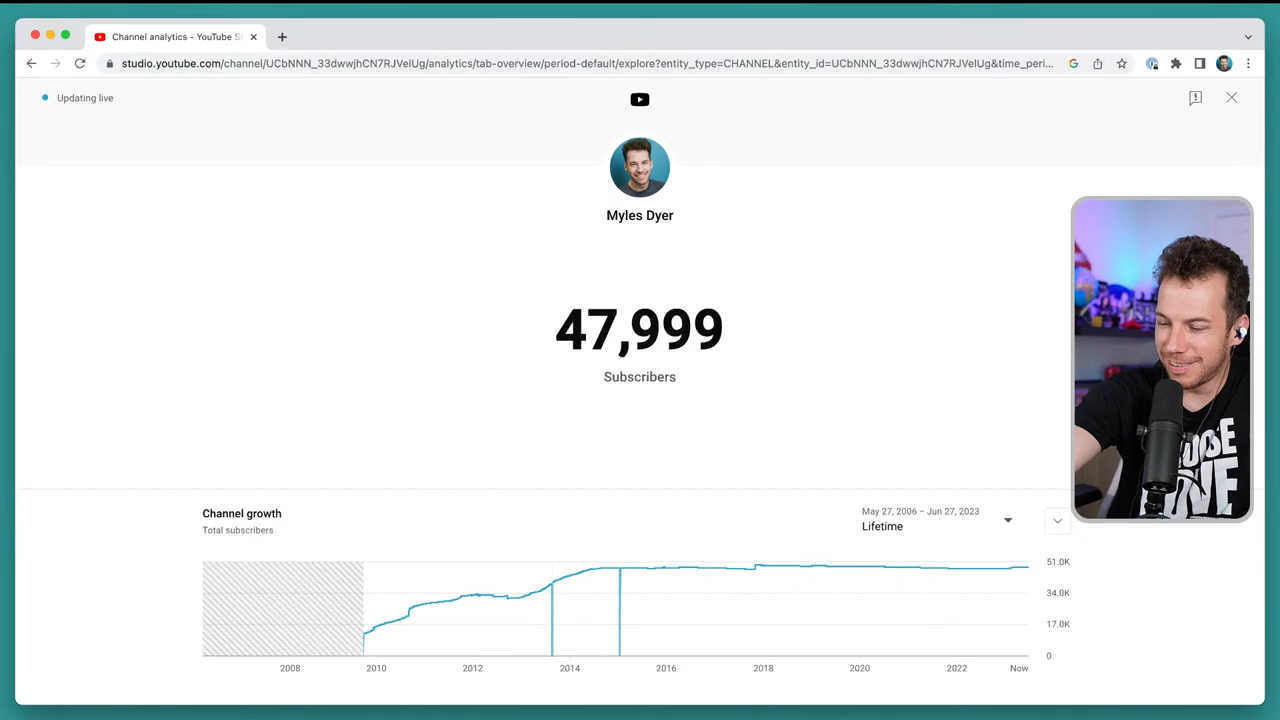 Channel analytics - YouTube St
studio.youtube.com/channel/UCbNNN_33dwwjhCN7RJVelUg/analytics/tab-overview/period-default/explore?entity_type=CHANNEL&entity_id=UCbNNN_33dwwjhCN7RJVelUg&time_peri...
Updating live
Myles Dyer
47,999
Subscribers
Channel growth
Total subscribers
May 27, 2006 – Jun 27, 2023
Lifetime
51.0K
34.0K
17.0K
0
2008 2010 2012 2014 2016 2018 2020 2022 Now